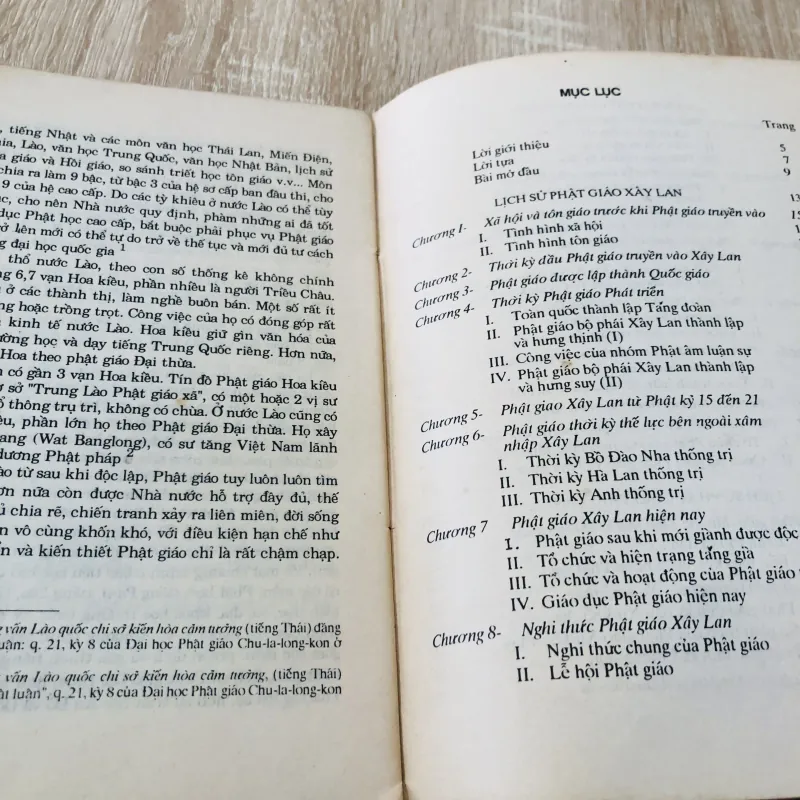 , tiếng Nhật và các môn văn học Thái Lan, Miến Điện,
Lào, văn học Trung Quốc, văn học Nhật Bản, lịch sử
giáo và Hồi giáo, so sánh triết học tôn giáo v.v... Môn
chia ra làm 9 bậc, từ bậc 3 của hệ sơ cấp ban đầu thi, cho
9 của hệ cao cấp. Do các tỳ khiêu ở nước Lào có thể tùy
, cho nên Nhà nước quy định, phàm những ai đã tốt
Phật học cao cấp, bắt buộc phải phục vụ Phật giáo
lên mới có thể tự do trở về thế tục và mới đủ tư cách
đại học quốc gia 1
thổ nước Lào, theo con số thống kê không chính
6,7 vạn Hoa kiều, phần nhiều là người Triều Châu.
ở các thành thị, làm nghề buôn bán. Một số rất ít
hoặc trồng trọt. Công việc của họ có đóng góp rất
kinh tế nước Lào. Hoa kiều giữ gìn văn hóa của
học và dạy tiếng Trung Quốc riêng. Hơn nữa,
Hoa theo phật giáo Đại thừa.
có gần 3 vạn Hoa kiều. Tín đồ Phật giáo Hoa kiều
sở "Trung Lào Phật giáo xã", có một hoặc 2 vị sư
thông trụ trì, không có chùa. Ở nước Lào cũng có
, phần lớn họ theo Phật giáo Đại thừa. Họ xây
(Wat Banglong), có sư tăng Việt Nam lãnh
dương Phật pháp 2
từ sau khi độc lập, Phật giáo tuy luôn luôn tìm
nữa còn được Nhà nước hỗ trợ đầy đủ, thế
chia rẽ, chiến tranh xảy ra liên miên, đời sống
vô cùng khốn khó, với điều kiện hạn chế như
và kiến thiết Phật giáo chỉ là rất chậm chạp.
vấn Lào quốc chi sở kiến hòa cảm tưởng (tiếng Thái) đăng
luận: q. 21, kỳ 8 của Đại học Phật giáo Chu-la-long-kon ở
vấn Lào quốc chi sở kiến hòa cảm tưởng, (tiếng Thái)
luận", q. 21, kỳ 8 của Đại học Phật giáo Chu-la-long-kon
MỤC LỤC
Trang
Lời giới thiệu 5
Lời tựa 7
Bài mở đầu 9
LỊCH SỬ PHẬT GIÁO XÂY LAN 13
Chương 1- Xã hội và tôn giáo trước khi Phật giáo truyền vào 15
I. Tình hình xã hội
II. Tình hình tôn giáo
Chương 2- Thời kỳ đầu Phật giáo truyền vào Xây Lan
Chương 3- Phật giáo được lập thành Quốc giáo
Chương 4- Thời kỳ Phật giáo Phát triển
I. Toàn quốc thành lập Tăng đoàn
II. Phật giáo bộ phái Xây Lan thành lập
và hưng thịnh (I)
III. Công việc của nhóm Phật âm luận sự
IV. Phật giáo bộ phái Xây Lan thành lập
và hưng suy (II)
Chương 5- Phật giao Xây Lan từ Phật kỷ 15 đến 21
Chương 6- Phật giáo thời kỳ thế lực bên ngoài xâm
nhập Xây Lan
I. Thời kỳ Bồ Đào Nha thống trị
II. Thời kỳ Hà Lan thống trị
III. Thời kỳ Anh thống trị
Chương 7 Phật giáo Xây Lan hiện nay
I. Phật giáo sau khi mới giành được độc
II. Tổ chức và hiện trạng tăng già
III. Tổ chức và hoạt động của Phật giáo
IV. Giáo dục Phật giáo hiện nay
Chương 8- Nghi thức Phật giáo Xây Lan
I. Nghi thức chung của Phật giáo
II. Lễ hội Phật giáo